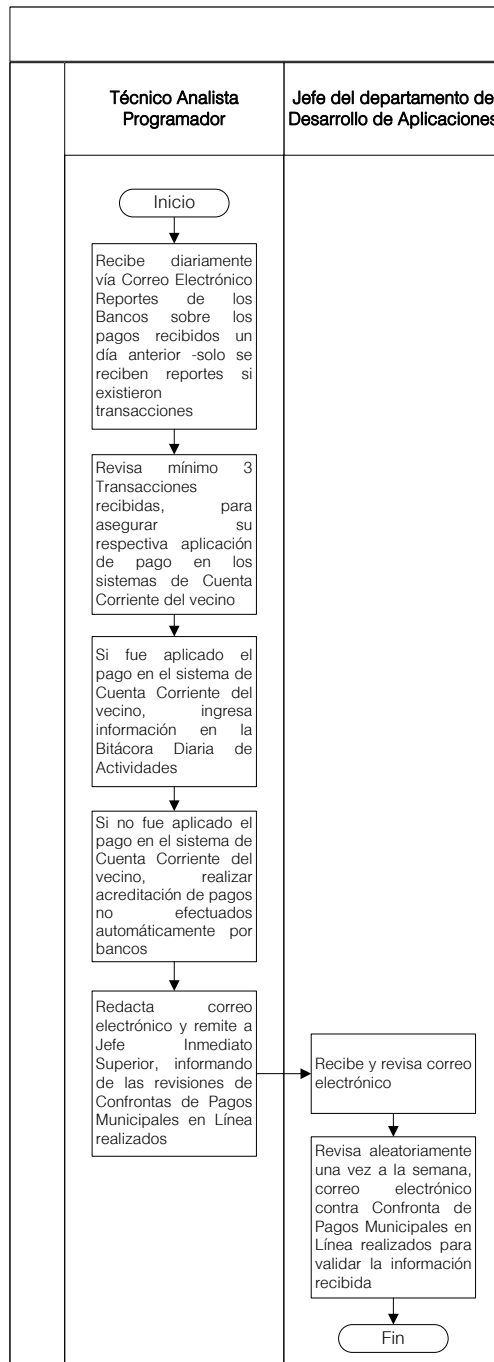 Técnico Analista
Programador
Jefe del departamento de
Desarrollo de Aplicaciones
Inicio
Recibe diariamente
vía Correo Electrónico
Reportes de los
Bancos sobre los
pagos recibidos un
día anterior -solo se
reciben reportes si
existieron
transacciones
Revisa mínimo 3
Transacciones
recibidas, para
asegurar su
respectiva aplicación
de pago en los
sistemas de Cuenta
Corriente del vecino
Si fue aplicado el
pago en el sistema de
Cuenta Corriente del
vecino, ingresa
información en la
Bitácora Diaria de
Actividades
Si no fue aplicado el
pago en el sistema de
Cuenta Corriente del
vecino, realizar
acreditación de pagos
no efectuados
automáticamente por
bancos
Redacta correo
electrónico y remite a
Jefe Inmediato
Superior, informando
de las revisiones de
Confrontas de Pagos
Municipales en Línea
realizados
Recibe y revisa correo
electrónico
Revisa aleatoriamente
una vez a la semana,
correo electrónico
contra Confronta de
Pagos Municipales en
Línea realizados para
validar la información
recibida
Fin